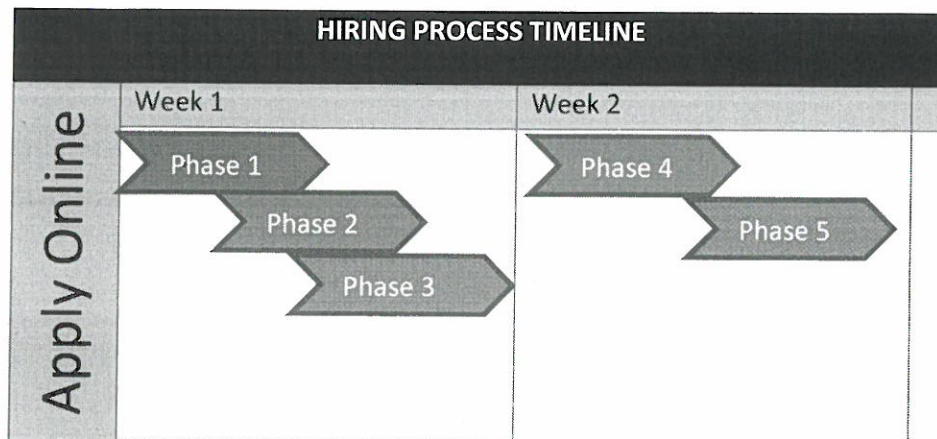 HIRING PROCESS TIMELINE
Apply Online
Week 1
Week 2
Phase 1
Phase 4
Phase 2
Phase 5
Phase 3